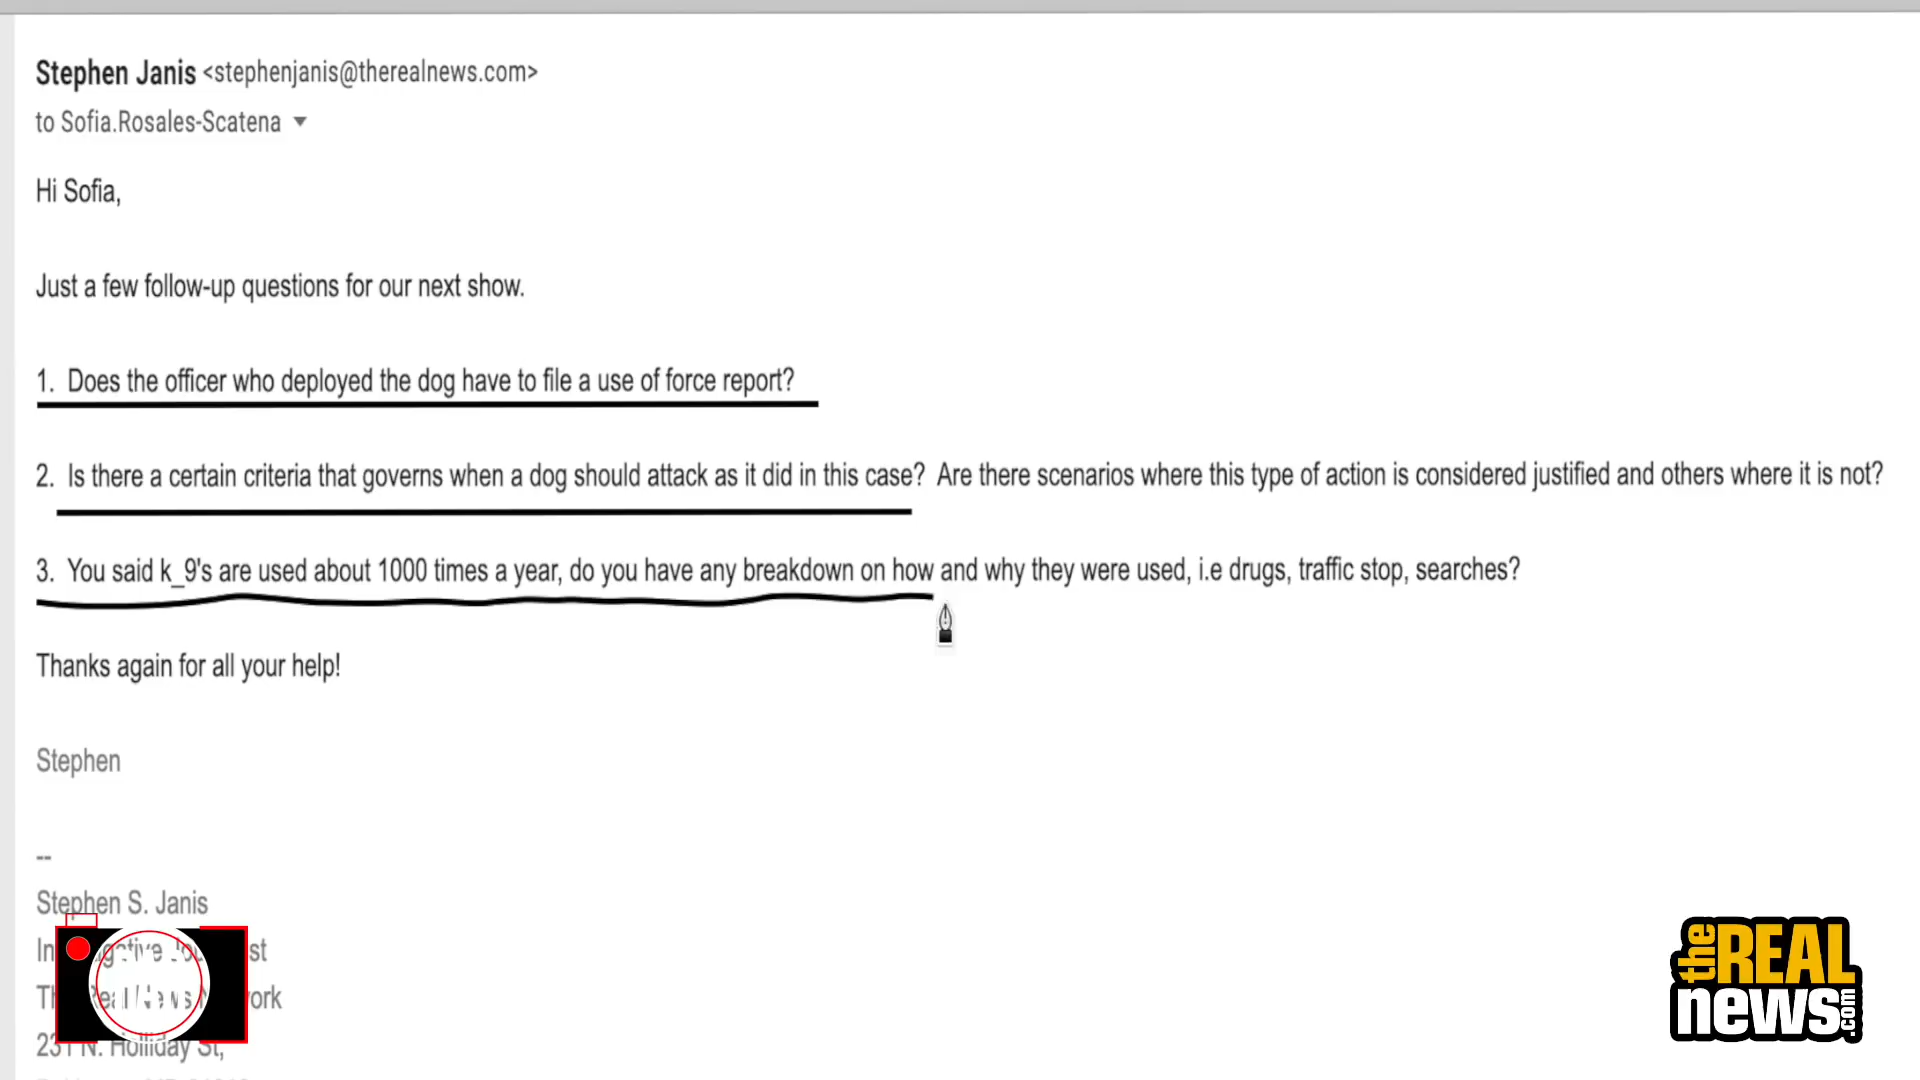 Stephen Janis <stephenjanis@therealnews.com>
to Sofia.Rosales-Scatena
Hi Sofia,
Just a few follow-up questions for our next show.
1. Does the officer who deployed the dog have to file a use of force report?
2. Is there a certain criteria that governs when a dog should attack as it did in this case? Are there scenarios where this type of action is considered justified and others where it is not?
3. You said k_9's are used about 1000 times a year, do you have any breakdown on how and why they were used, i.e drugs, traffic stop, searches?
Thanks again for all your help!
Stephen
--
Stephen S. Janis
N. Holliday St,
the REAL
news.com